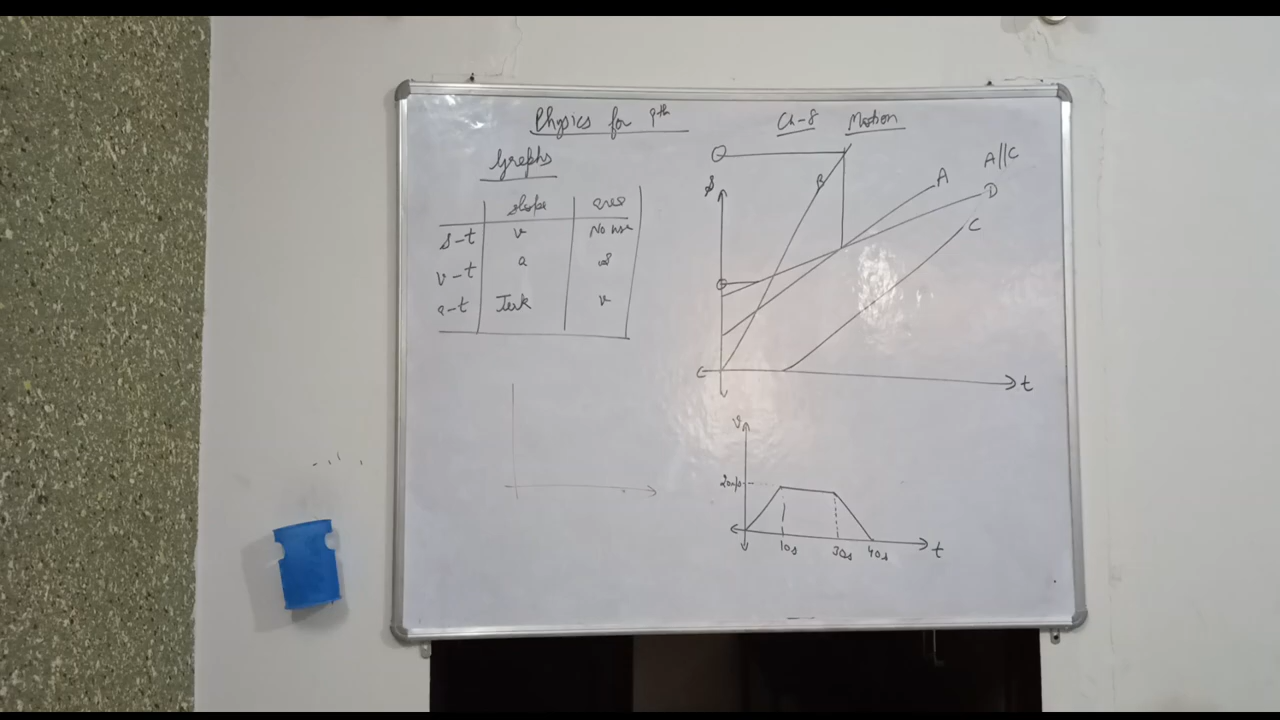 Physics for 9th
Ch-8 Motion
Graphs
slope area
s-t v No use
v-t a s
a-t Jerk v
A//C
s
B
A
D
C
t
v
20m/s
10s 30s 40s
t